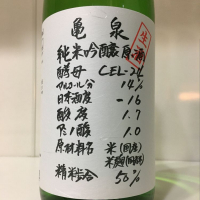 亀泉
生
純米吟醸原酒
酵母 CEL-24
アルコール分 14%
日本酒度 -16
酸度 1.7
アミノ酸 1.0
原材料名 米(国産)
米麹(国産米)
精米歩合 50%